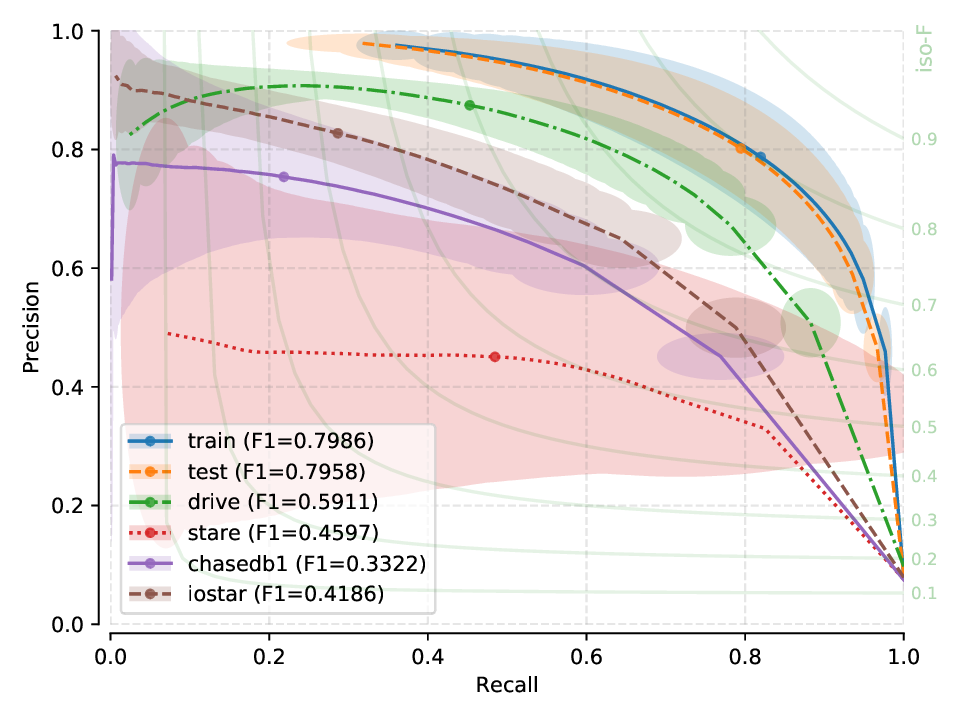 1.0
0.8
0.6
0.4
0.2
0.0
Precision
0.0 0.2 0.4 0.6 0.8 1.0
Recall
iso-F
0.9
0.8
0.7
0.6
0.5
0.4
0.3
0.2
0.1
train (F1=0.7986)
test (F1=0.7958)
drive (F1=0.5911)
stare (F1=0.4597)
chasedb1 (F1=0.3322)
iostar (F1=0.4186)